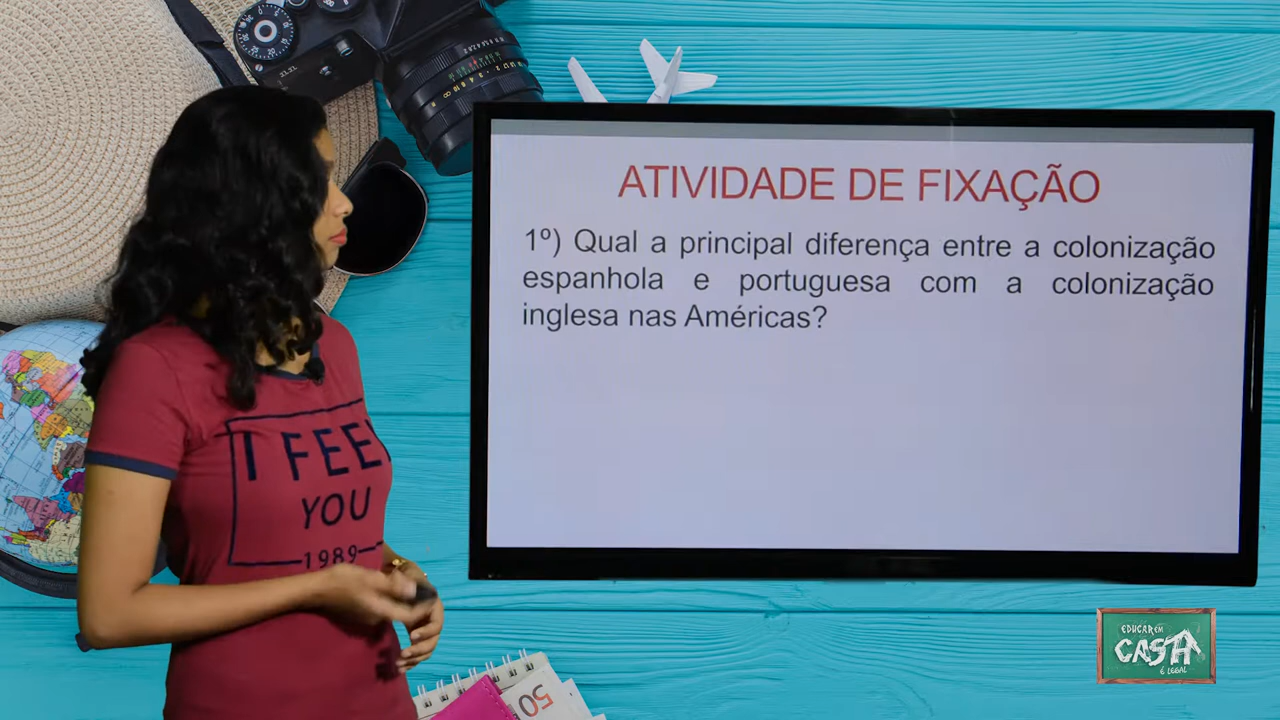 ATIVIDADE DE FIXAÇÃO
1º) Qual a principal diferença entre a colonização
espanhola e portuguesa com a colonização
inglesa nas Américas?
I FEEL
YOU
1989
50
EDUCAR EM
CASA
É LEGAL